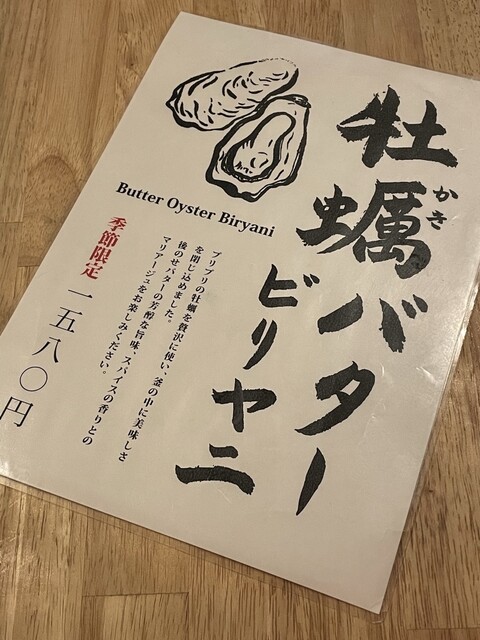 牡蠣バター
かき
ビリヤニ
Butter Oyster Biryani
プリプリの牡蠣を贅沢に使い、釜の中に美味しさ
を閉じ込めました。
後のせバターの芳醇な旨味、スパイスの香りとの
マリアージュをお楽しみください。
季節限定 一五八〇円